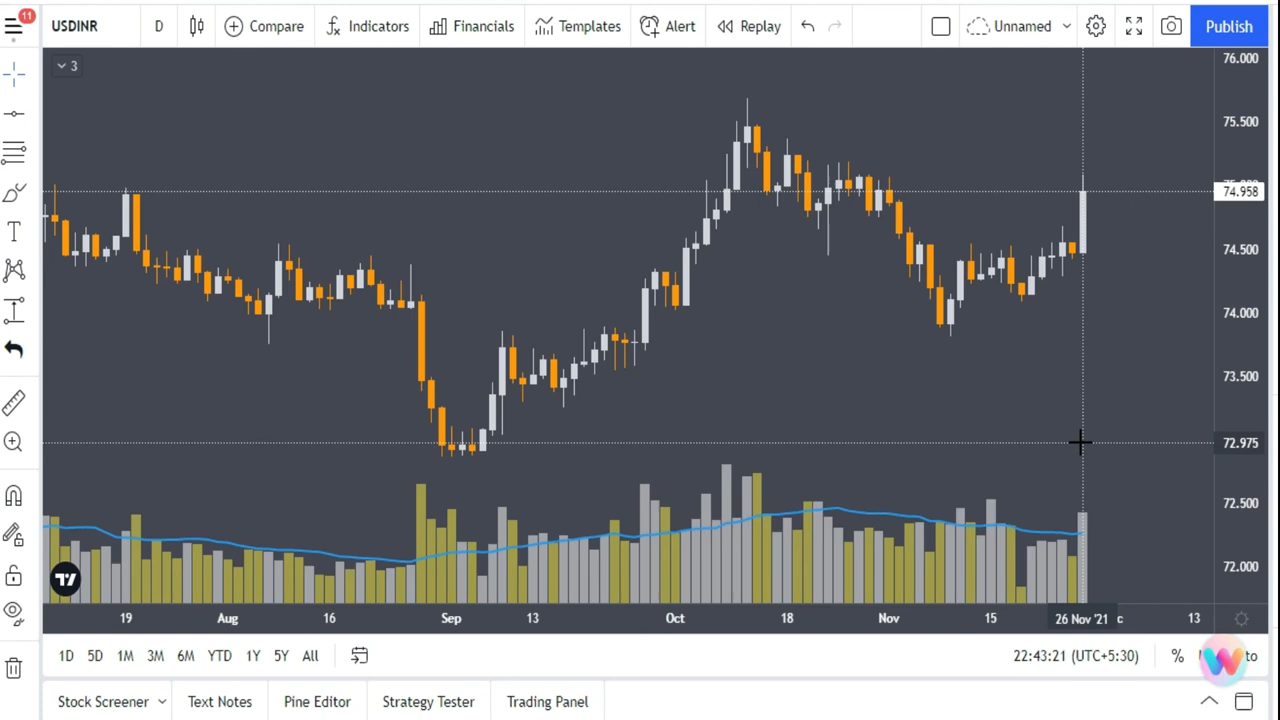 11
USDINR D Compare Indicators Financials Templates Alert Replay Unnamed Publish
3
76.000
75.500
74.958
74.500
74.000
73.500
72.975
72.500
72.000
19 Aug 16 Sep 13 Oct 18 Nov 15 26 Nov '21 c 13
1D 5D 1M 3M 6M YTD 1Y 5Y All 22:43:21 (UTC+5:30) % to
Stock Screener Text Notes Pine Editor Strategy Tester Trading Panel